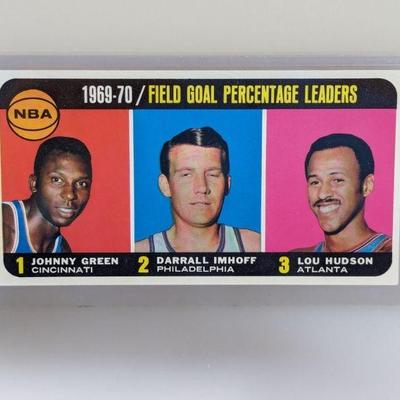 1969-70 / FIELD GOAL PERCENTAGE LEADERS
NBA
1 JOHNNY GREEN
CINCINNATI
2 DARRALL IMHOFF
PHILADELPHIA
3 LOU HUDSON
ATLANTA